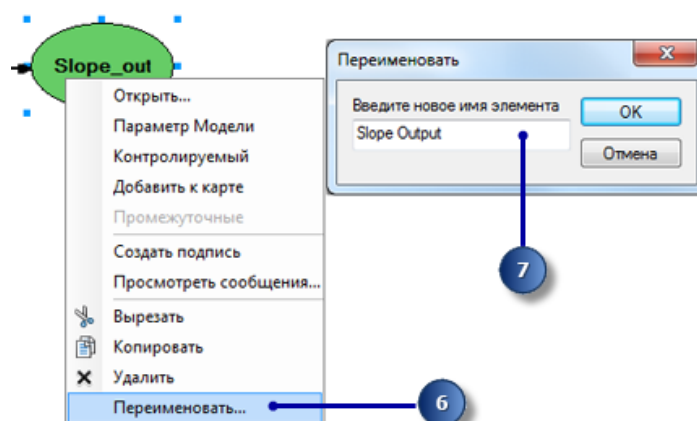 Slope_out
Открыть...
Параметр Модели
Контролируемый
Добавить к карте
Промежуточные
Создать подпись
Просмотреть сообщения...
Вырезать
Копировать
Удалить
Переименовать...
6
Переименовать
Введите новое имя элемента
Slope Output
OK
Отмена
7